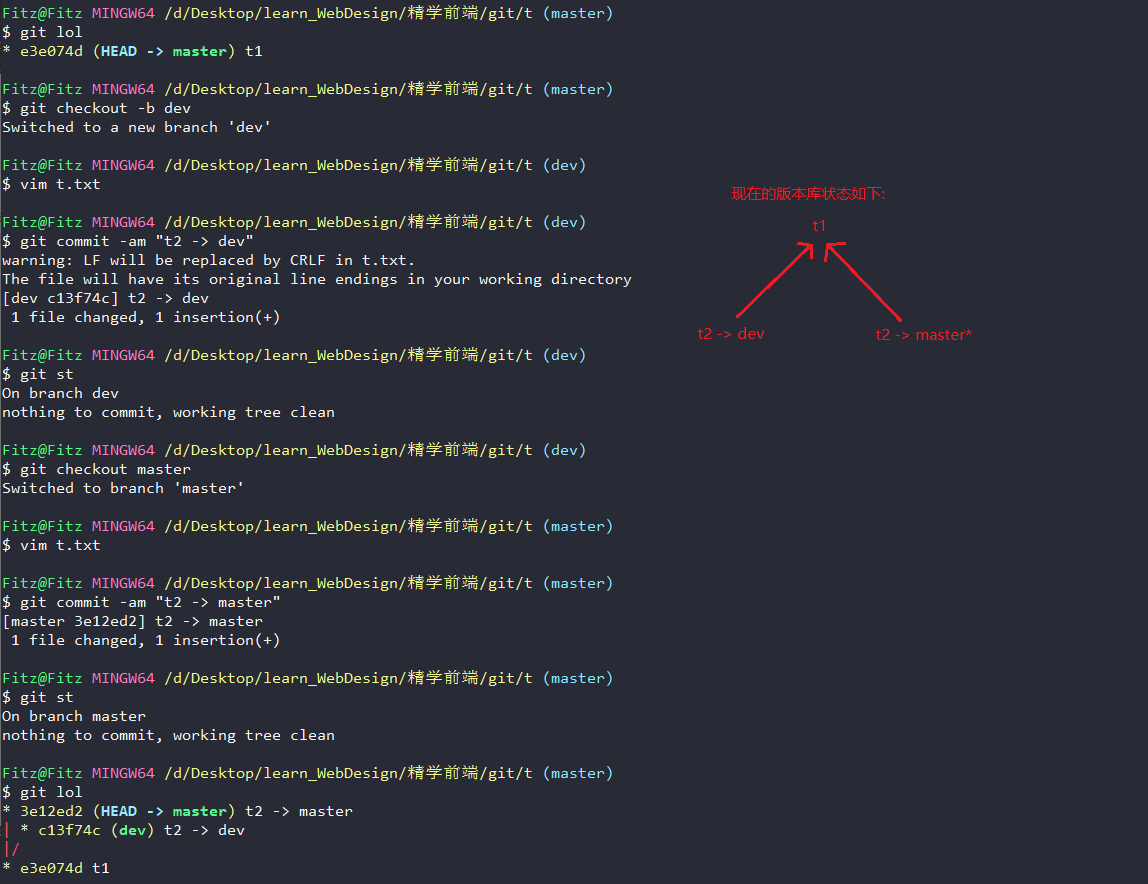 Fitz@Fitz MINGW64 /d/Desktop/learn_WebDesign/精学前端/git/t (master)
$ git lol
* e3e074d (HEAD -> master) t1
Fitz@Fitz MINGW64 /d/Desktop/learn_WebDesign/精学前端/git/t (master)
$ git checkout -b dev
Switched to a new branch 'dev'
Fitz@Fitz MINGW64 /d/Desktop/learn_WebDesign/精学前端/git/t (dev)
$ vim t.txt
Fitz@Fitz MINGW64 /d/Desktop/learn_WebDesign/精学前端/git/t (dev)
$ git commit -am "t2 -> dev"
warning: LF will be replaced by CRLF in t.txt.
The file will have its original line endings in your working directory
[dev c13f74c] t2 -> dev
 1 file changed, 1 insertion(+)
Fitz@Fitz MINGW64 /d/Desktop/learn_WebDesign/精学前端/git/t (dev)
$ git st
On branch dev
nothing to commit, working tree clean
Fitz@Fitz MINGW64 /d/Desktop/learn_WebDesign/精学前端/git/t (dev)
$ git checkout master
Switched to branch 'master'
Fitz@Fitz MINGW64 /d/Desktop/learn_WebDesign/精学前端/git/t (master)
$ vim t.txt
Fitz@Fitz MINGW64 /d/Desktop/learn_WebDesign/精学前端/git/t (master)
$ git commit -am "t2 -> master"
[master 3e12ed2] t2 -> master
 1 file changed, 1 insertion(+)
Fitz@Fitz MINGW64 /d/Desktop/learn_WebDesign/精学前端/git/t (master)
$ git st
On branch master
nothing to commit, working tree clean
Fitz@Fitz MINGW64 /d/Desktop/learn_WebDesign/精学前端/git/t (master)
$ git lol
* 3e12ed2 (HEAD -> master) t2 -> master
| * c13f74c (dev) t2 -> dev
|/
* e3e074d t1
现在的版本库状态如下:
t1
t2 -> dev
t2 -> master*